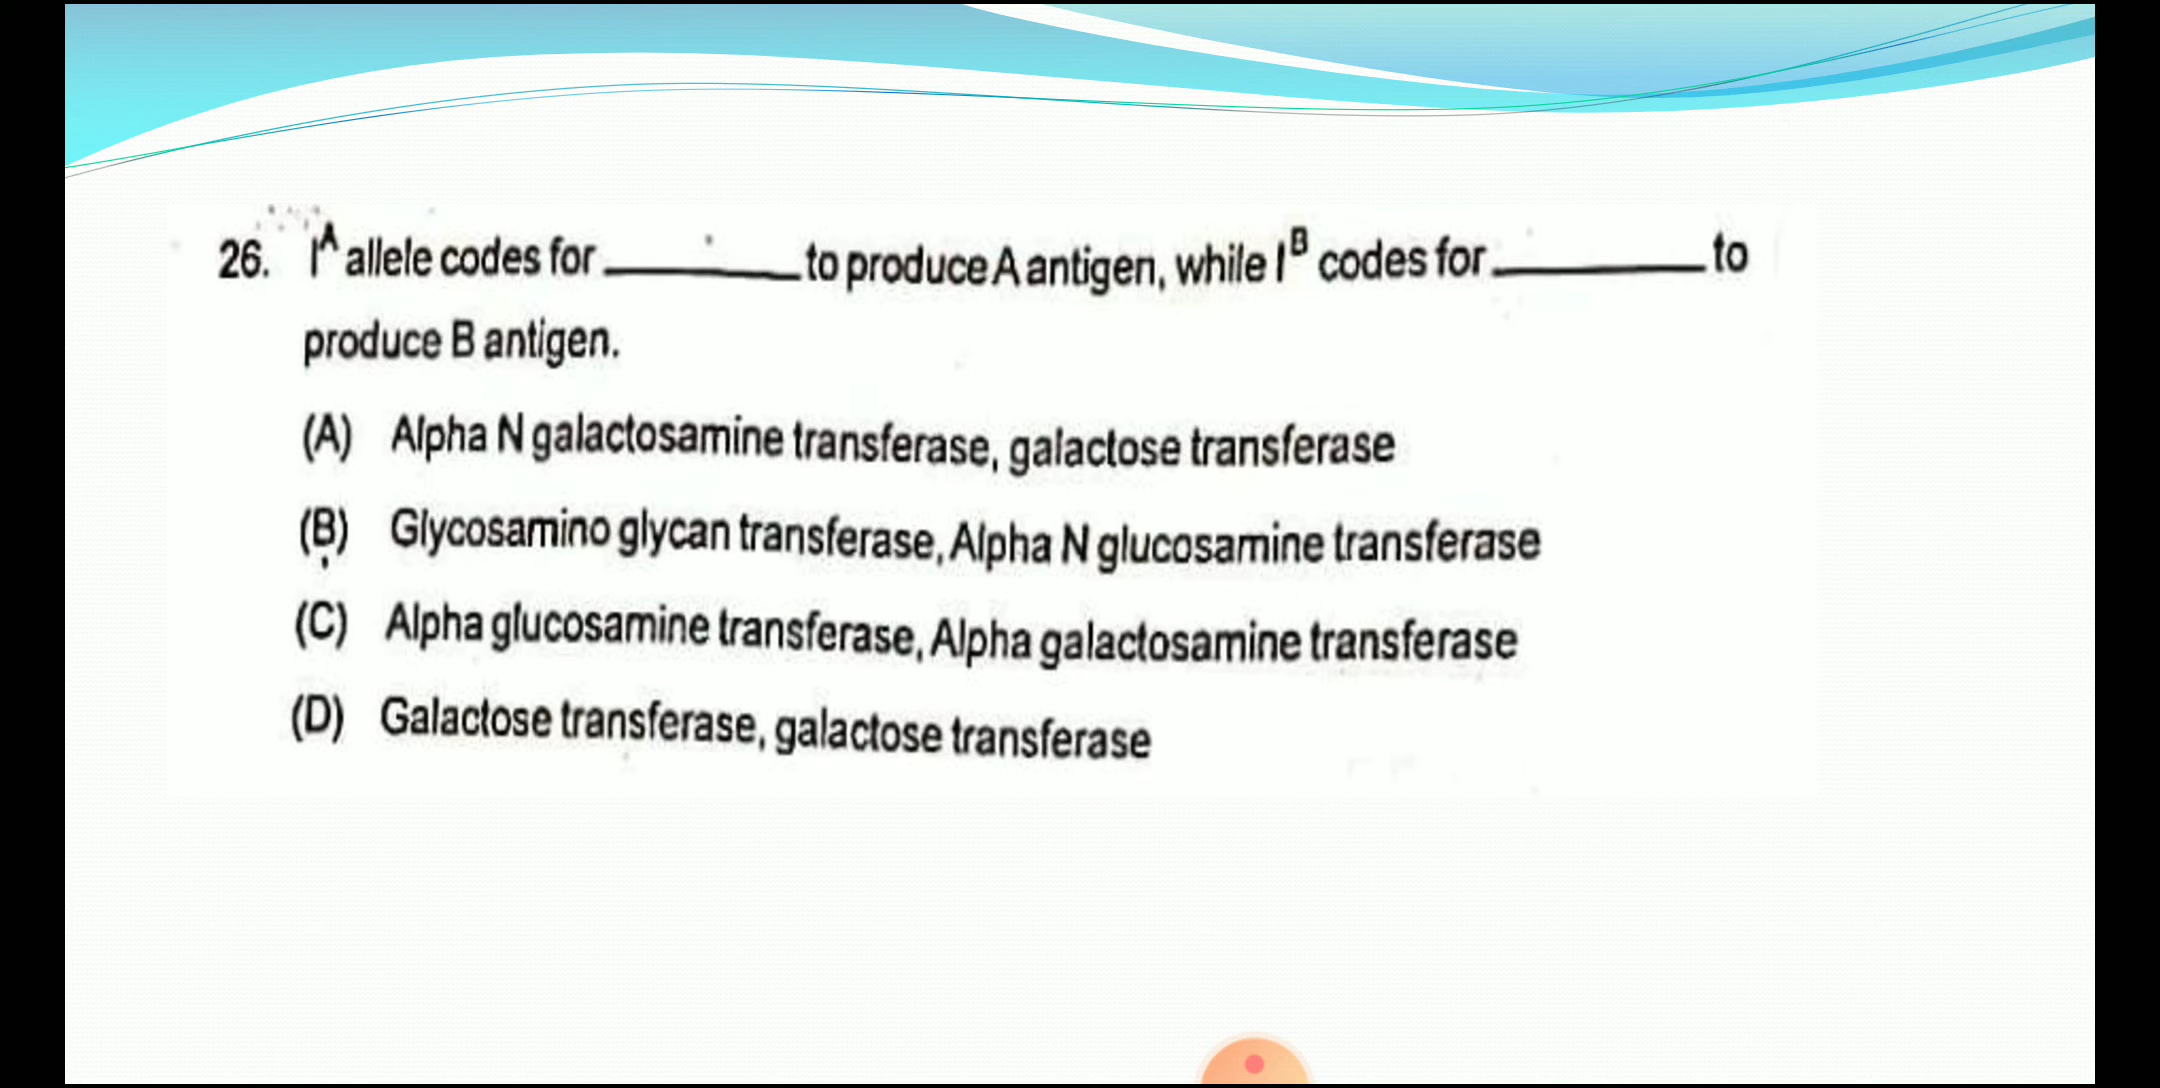 26. I^A allele codes for ________ to produce A antigen, while I^B codes for ________ to
produce B antigen.
(A) Alpha N galactosamine transferase, galactose transferase
(B) Glycosamino glycan transferase, Alpha N glucosamine transferase
(C) Alpha glucosamine transferase, Alpha galactosamine transferase
(D) Galactose transferase, galactose transferase